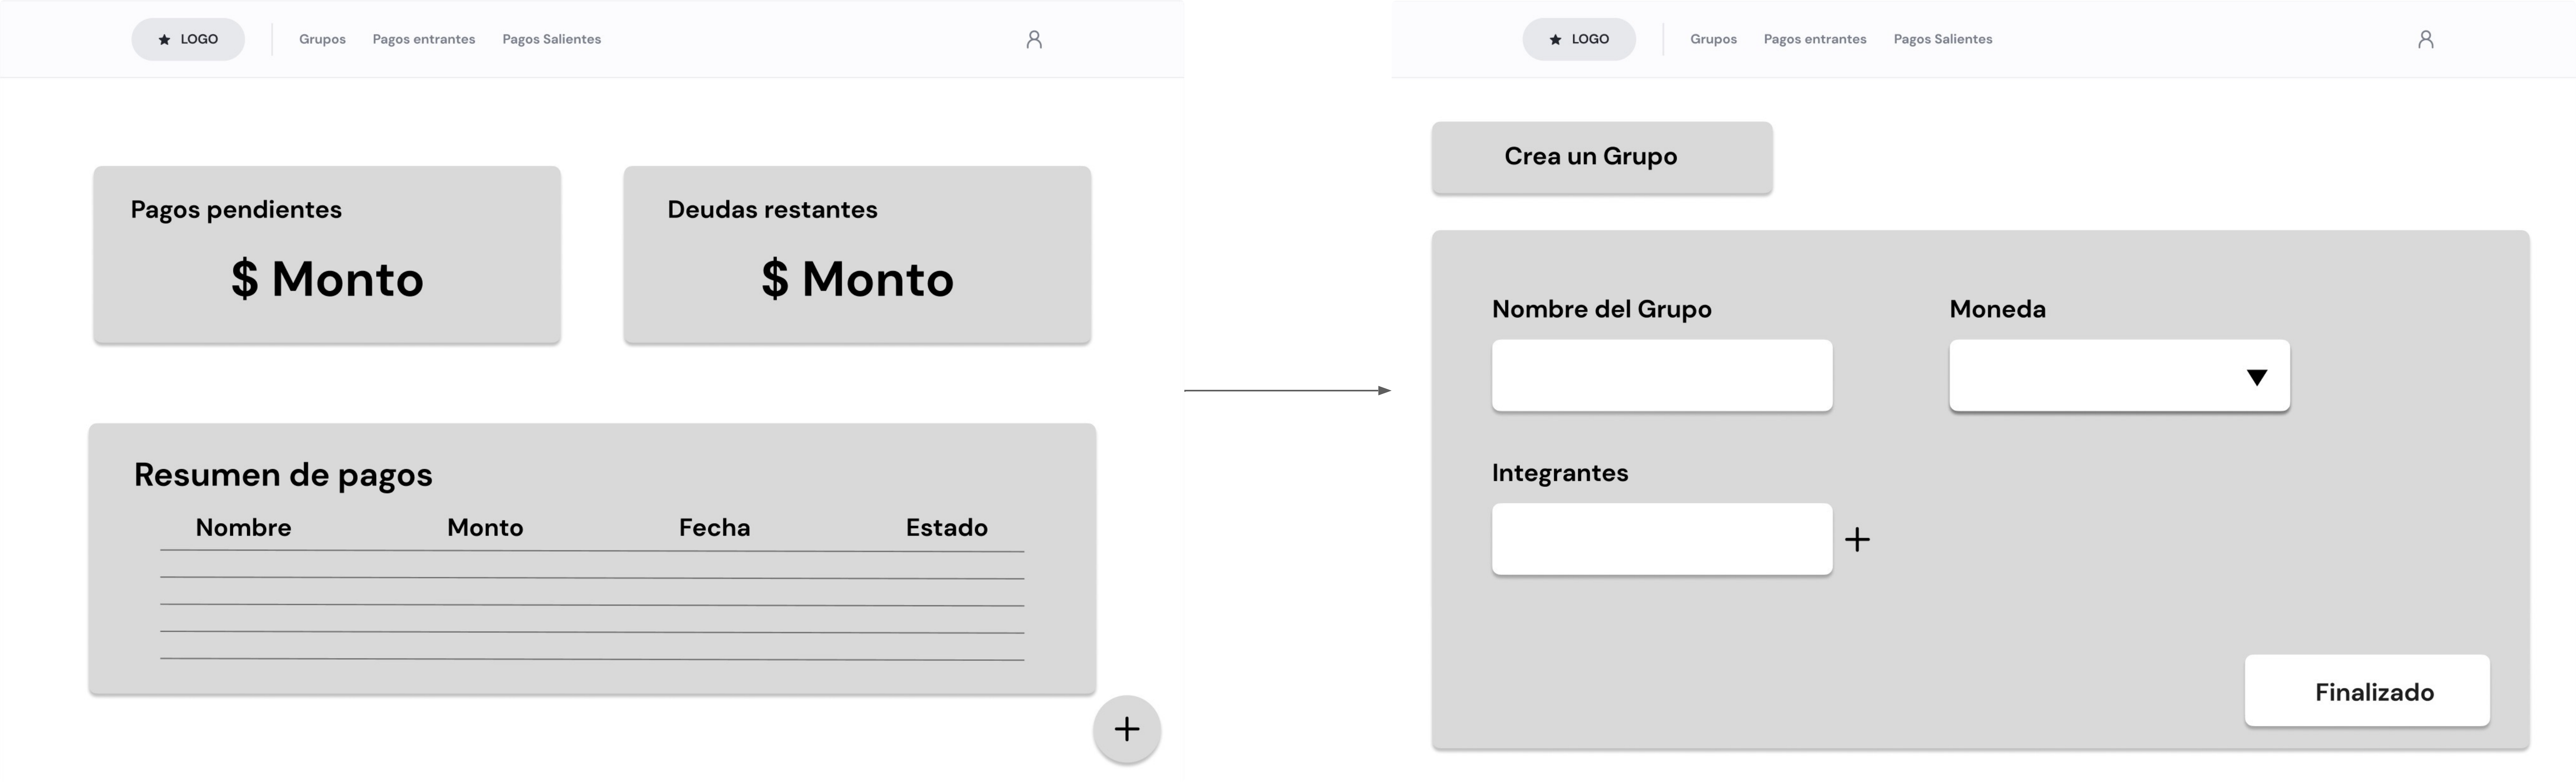 LOGO
Grupos
Pagos entrantes
Pagos Salientes
Pagos pendientes
$ Monto
Deudas restantes
$ Monto
Resumen de pagos
Nombre Monto Fecha Estado
+
LOGO
Grupos
Pagos entrantes
Pagos Salientes
Crea un Grupo
Nombre del Grupo
Moneda
Integrantes
+
Finalizado